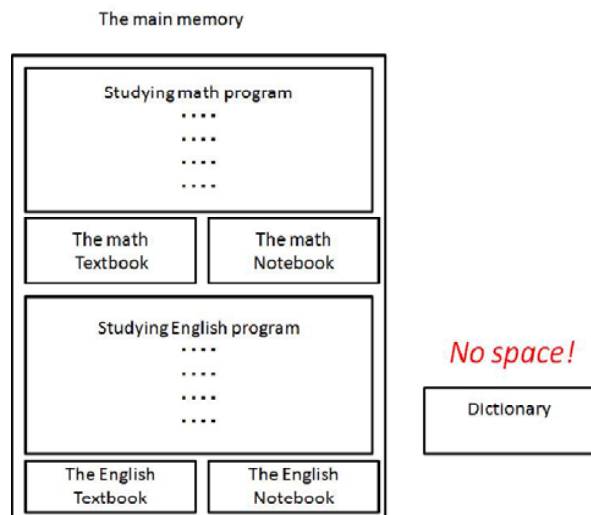 The main memory
Studying math program
....
....
....
....
The math
Textbook
The math
Notebook
Studying English program
....
....
....
....
No space!
Dictionary
The English
Textbook
The English
Notebook